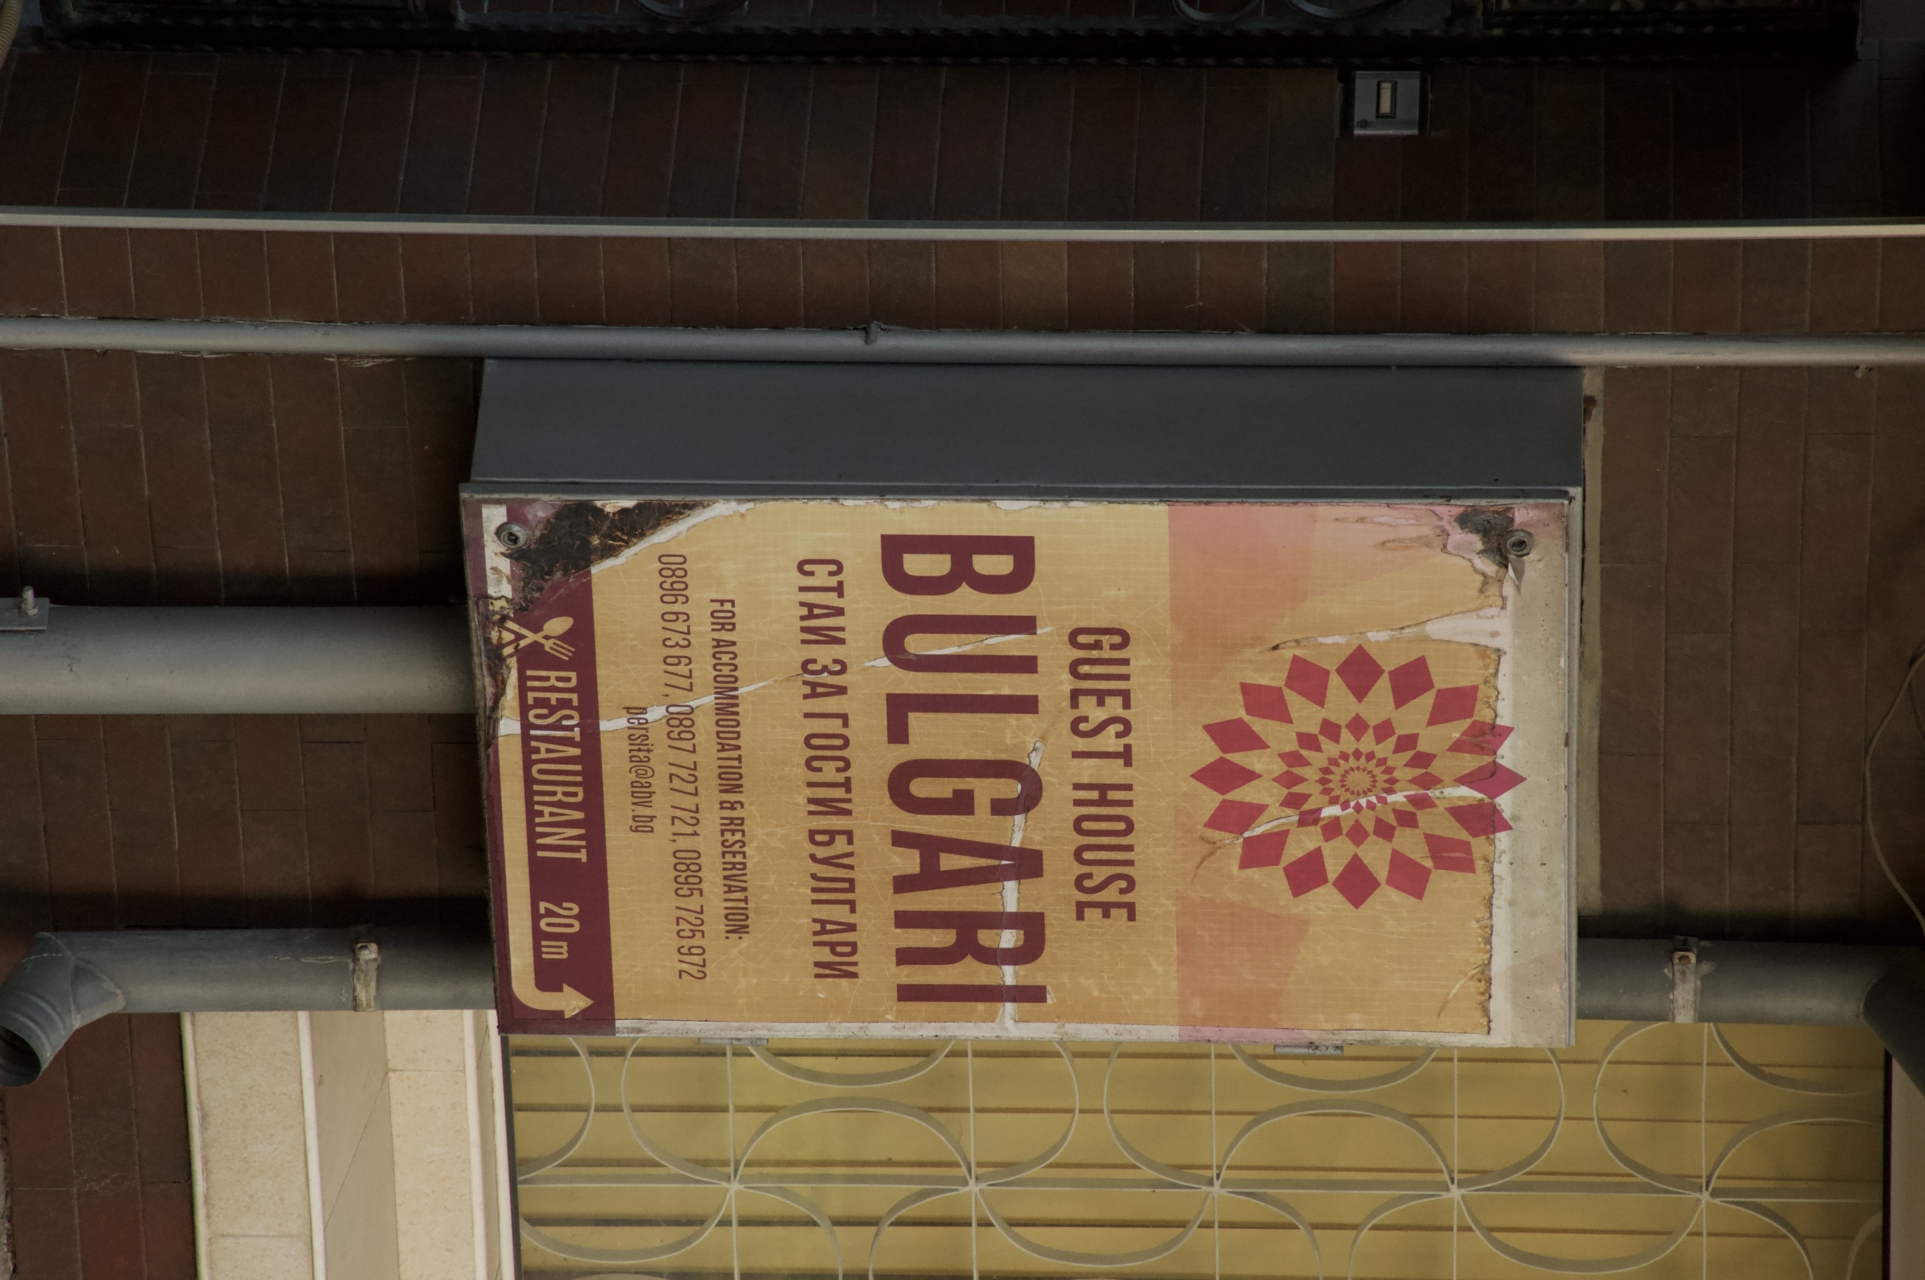 GUEST HOUSE
BULGARI
СТАИ ЗА ГОСТИ БУЛГАРИ
FOR ACCOMMODATION & RESERVATION:
0896 673 677, 0897 727 721, 0895 725 972
persita@abv.bg
RESTAURANT 20 m